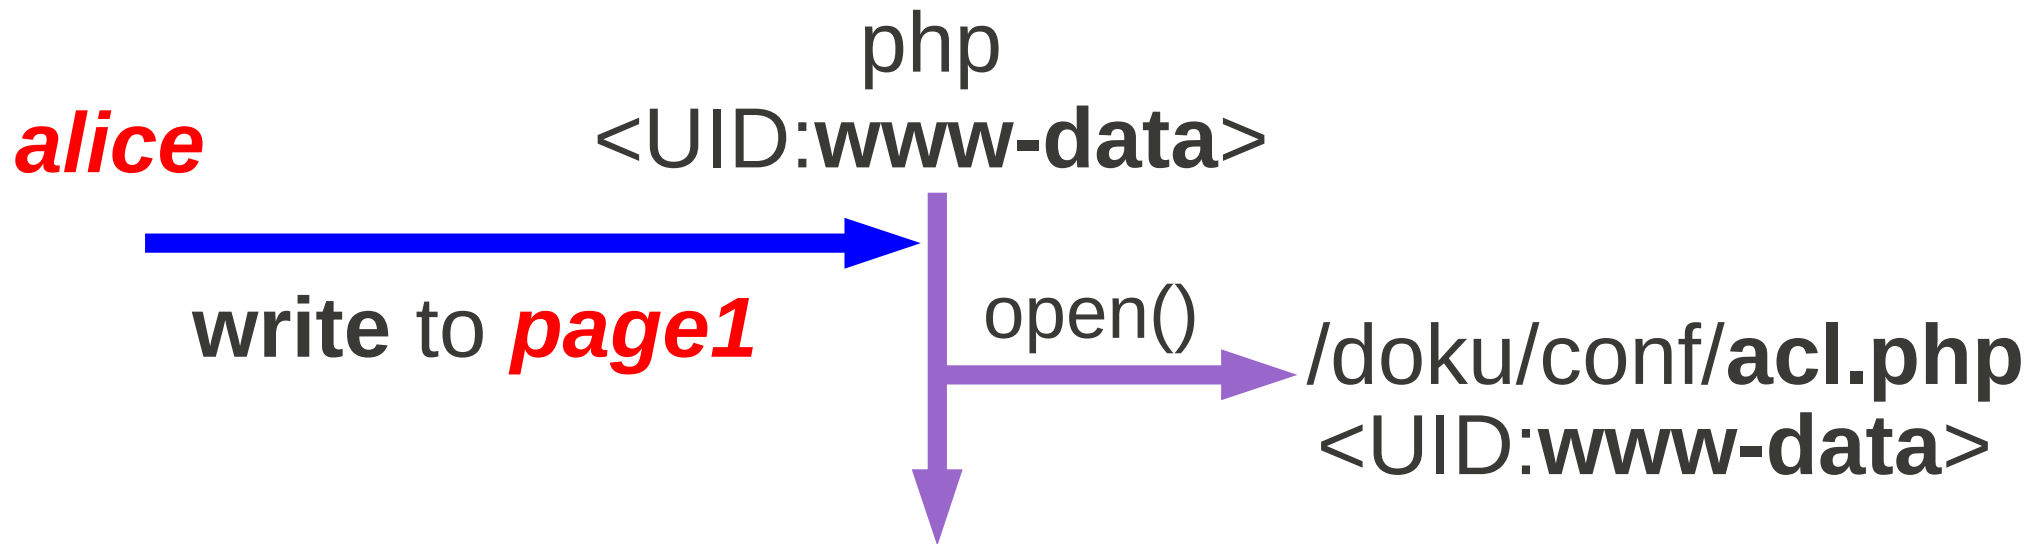 php
<UID:www-data>
alice
write to page1
open()
/doku/conf/acl.php
<UID:www-data>